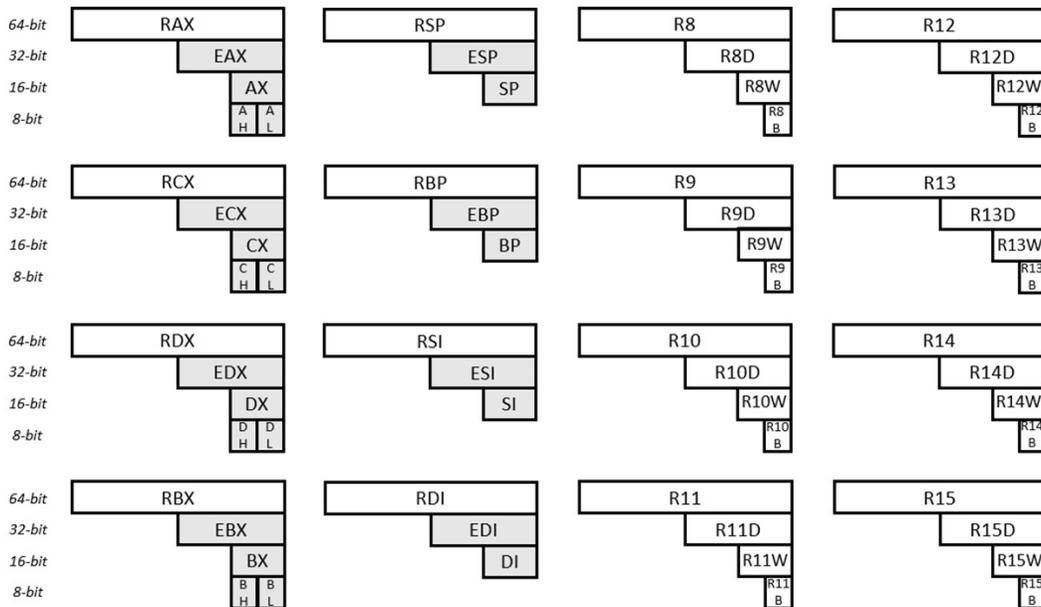 64-bit RAX RSP R8 R12
32-bit EAX ESP R8D R12D
16-bit AX SP R8W R12W
8-bit AH AL R8B R12B
64-bit RCX RBP R9 R13
32-bit ECX EBP R9D R13D
16-bit CX BP R9W R13W
8-bit CH CL R9B R13B
64-bit RDX RSI R10 R14
32-bit EDX ESI R10D R14D
16-bit DX SI R10W R14W
8-bit DH DL R10B R14B
64-bit RBX RDI R11 R15
32-bit EBX EDI R11D R15D
16-bit BX DI R11W R15W
8-bit BH BL R11B R15B